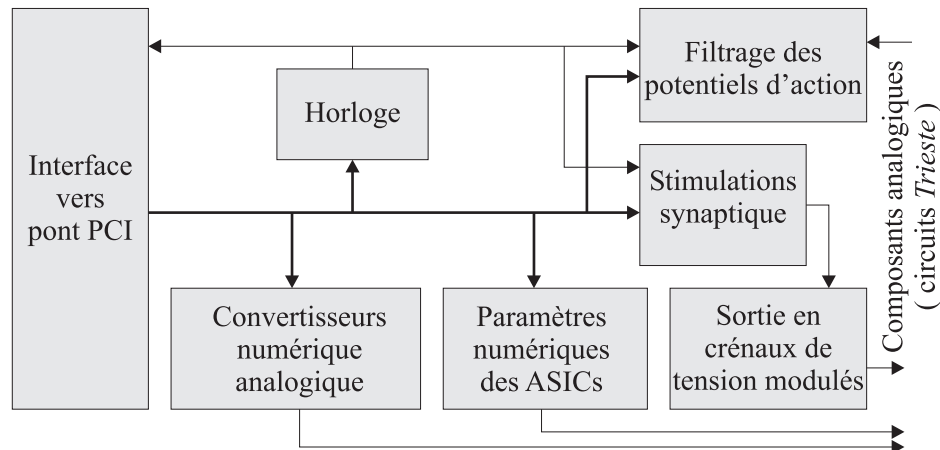 Interface
vers
pont PCI
Horloge
Filtrage des
potentiels d'action
Stimulations
synaptique
Convertisseurs
numérique
analogique
Paramètres
numériques
des ASICs
Sortie en
crénaux de
tension modulés
Composants analogiques
( circuits Trieste )